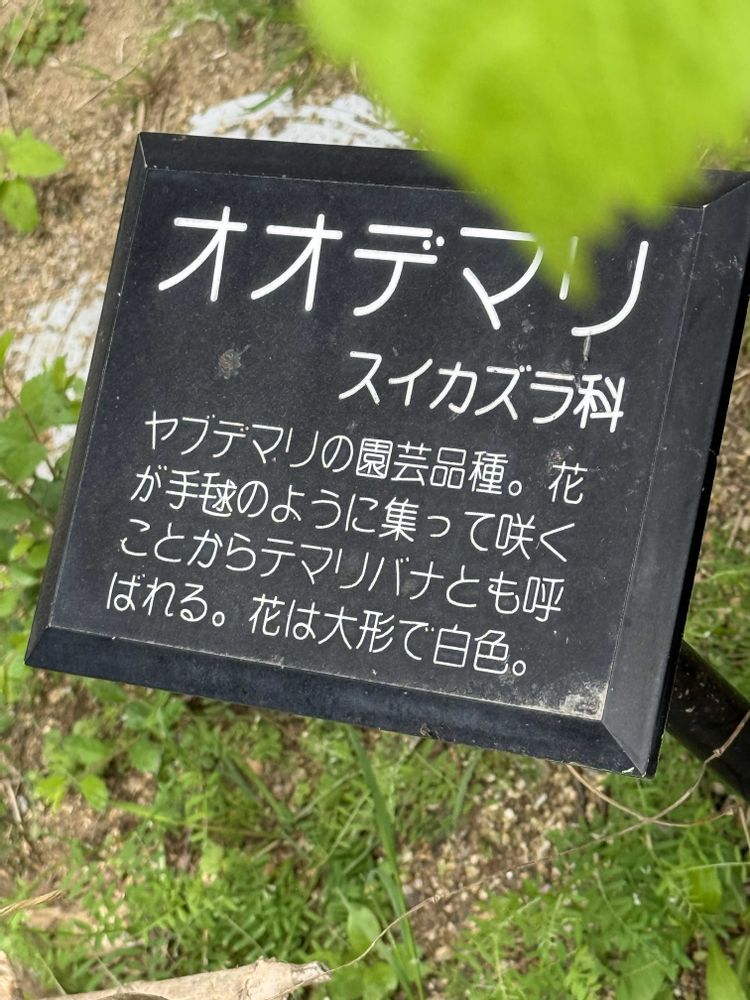 オオデマリ
スイカズラ科
ヤブデマリの園芸品種。花
が手毬のように集って咲く
ことからテマリバナとも呼
ばれる。花は大形で白色。